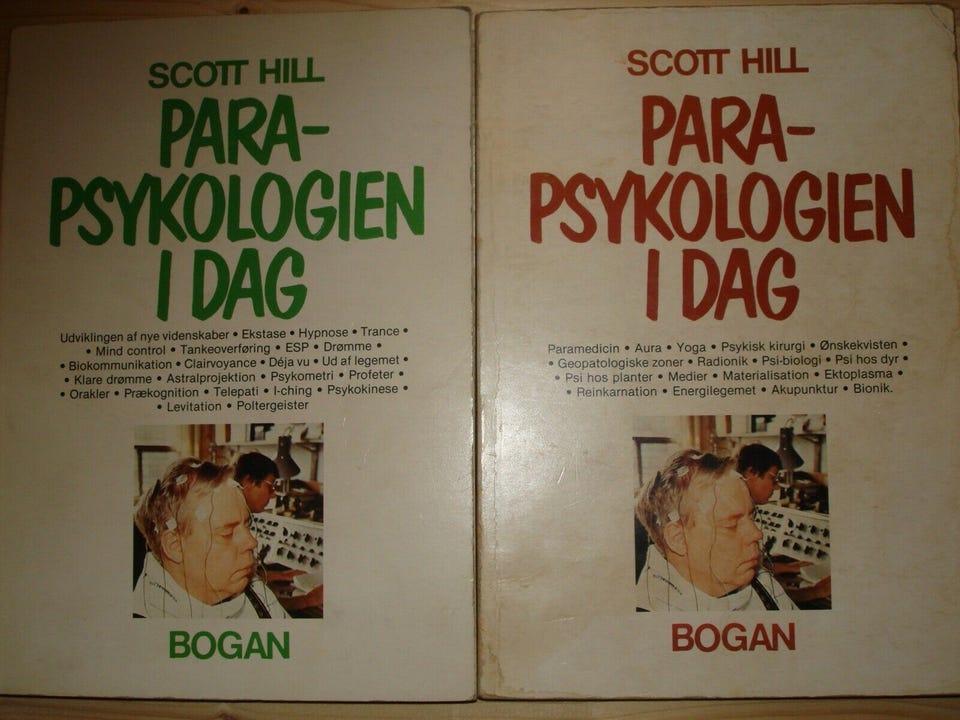 SCOTT HILL
PARA-
PSYKOLOGIEN
I DAG
Udviklingen af nye videnskaber • Ekstase • Hypnose • Trance •
• Mind control • Tankeoverføring • ESP • Drømme •
• Biokommunikation • Clairvoyance • Déja vu • Ud af legemet •
• Klare drømme • Astralprojektion • Psykometri • Profeter •
• Orakler • Prækognition • Telepati • I-ching • Psykokinese •
• Levitation • Poltergeister
BOGAN
SCOTT HILL
PARA-
PSYKOLOGIEN
I DAG
Paramedicin • Aura • Yoga • Psykisk kirurgi • Ønskekvisten •
• Geopatologiske zoner • Radionik • Psi-biologi • Psi hos dyr •
• Psi hos planter • Medier • Materialisation • Ektoplasma •
• Reinkarnation • Energilegemet • Akupunktur • Bionik.
BOGAN